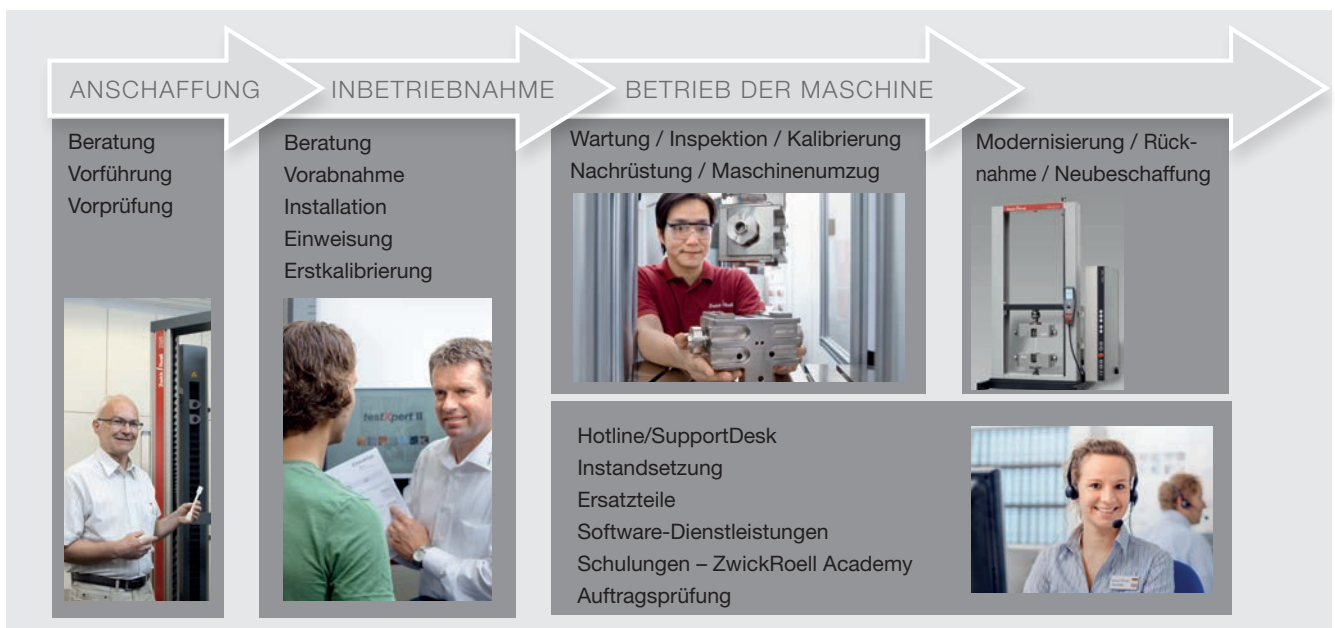 ANSCHAFFUNG
INBETRIEBNAHME
BETRIEB DER MASCHINE
Beratung
Vorführung
Vorprüfung
Beratung
Vorabnahme
Installation
Einweisung
Erstkalibrierung
Wartung / Inspektion / Kalibrierung
Nachrüstung / Maschinenumzug
Modernisierung / Rück-
nahme / Neubeschaffung
testXpert II
Hotline/SupportDesk
Instandsetzung
Ersatzteile
Software-Dienstleistungen
Schulungen – ZwickRoell Academy
Auftragsprüfung